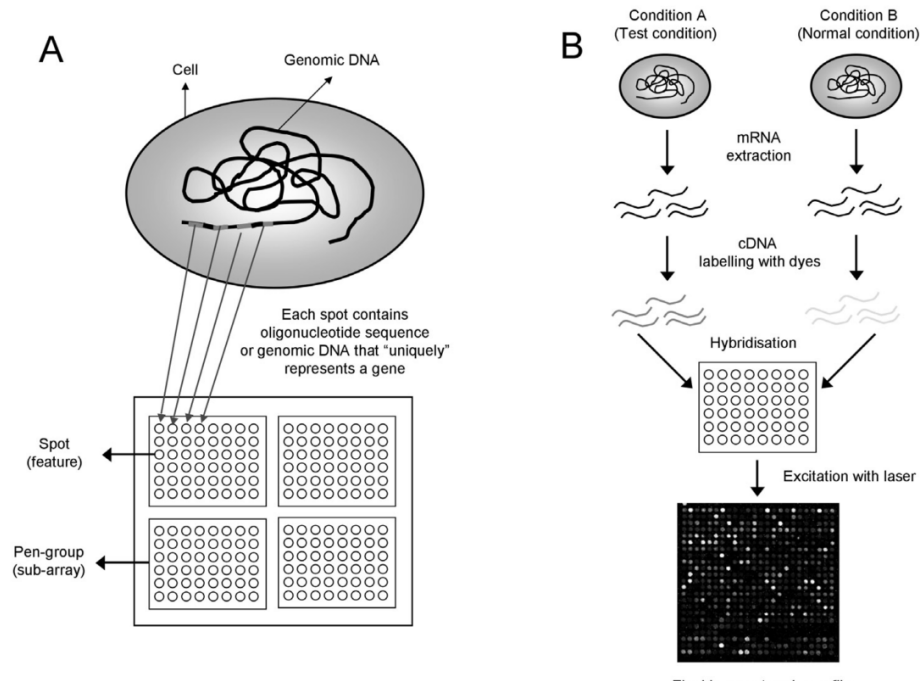 A
Cell
Genomic DNA
Each spot contains
oligonucleotide sequence
or genomic DNA that “uniquely”
represents a gene
Spot
(feature)
Pen-group
(sub-array)
B
Condition A
(Test condition)
Condition B
(Normal condition)
mRNA
extraction
cDNA
labelling with dyes
Hybridisation
Excitation with laser